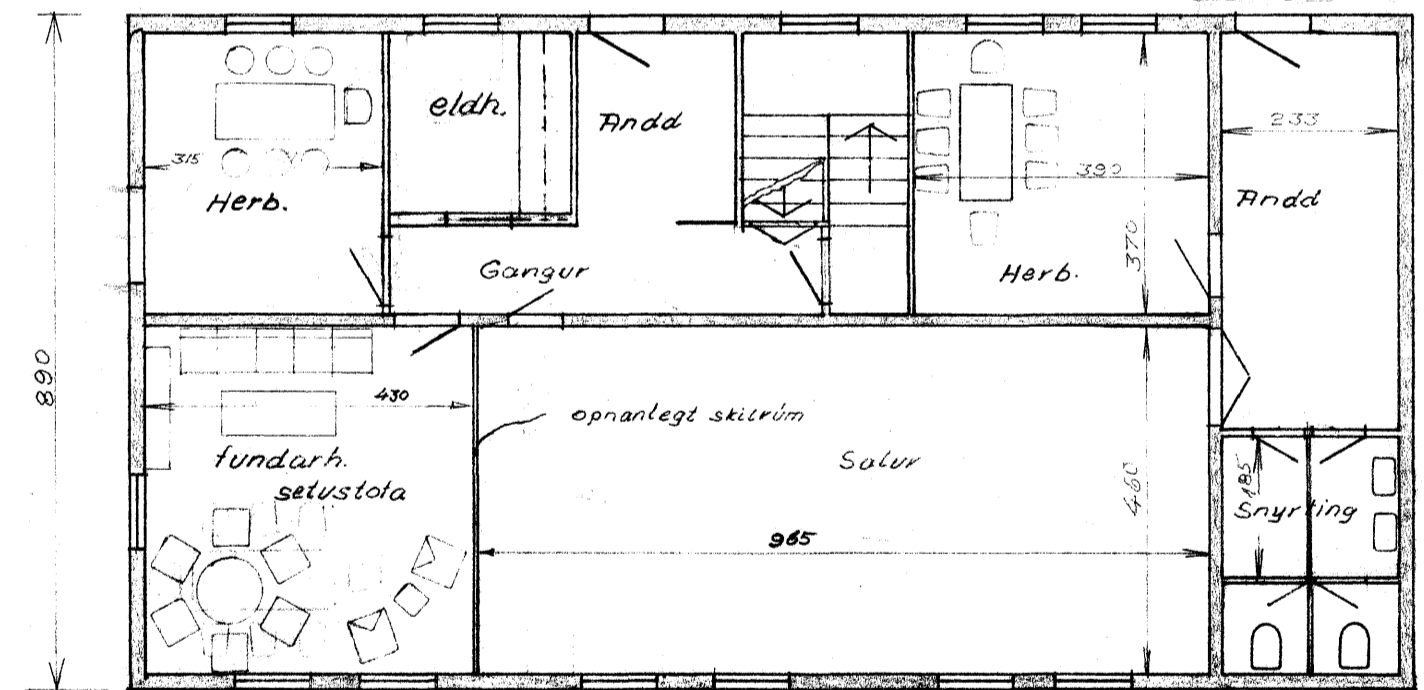 eldh.
Andd
315
Herb.
390
370
Herb.
233
Andd
Gangur
890
430
opnanlegt skilrúm
fundarh.
setustofa
Salur
460
965
185
Snyrting